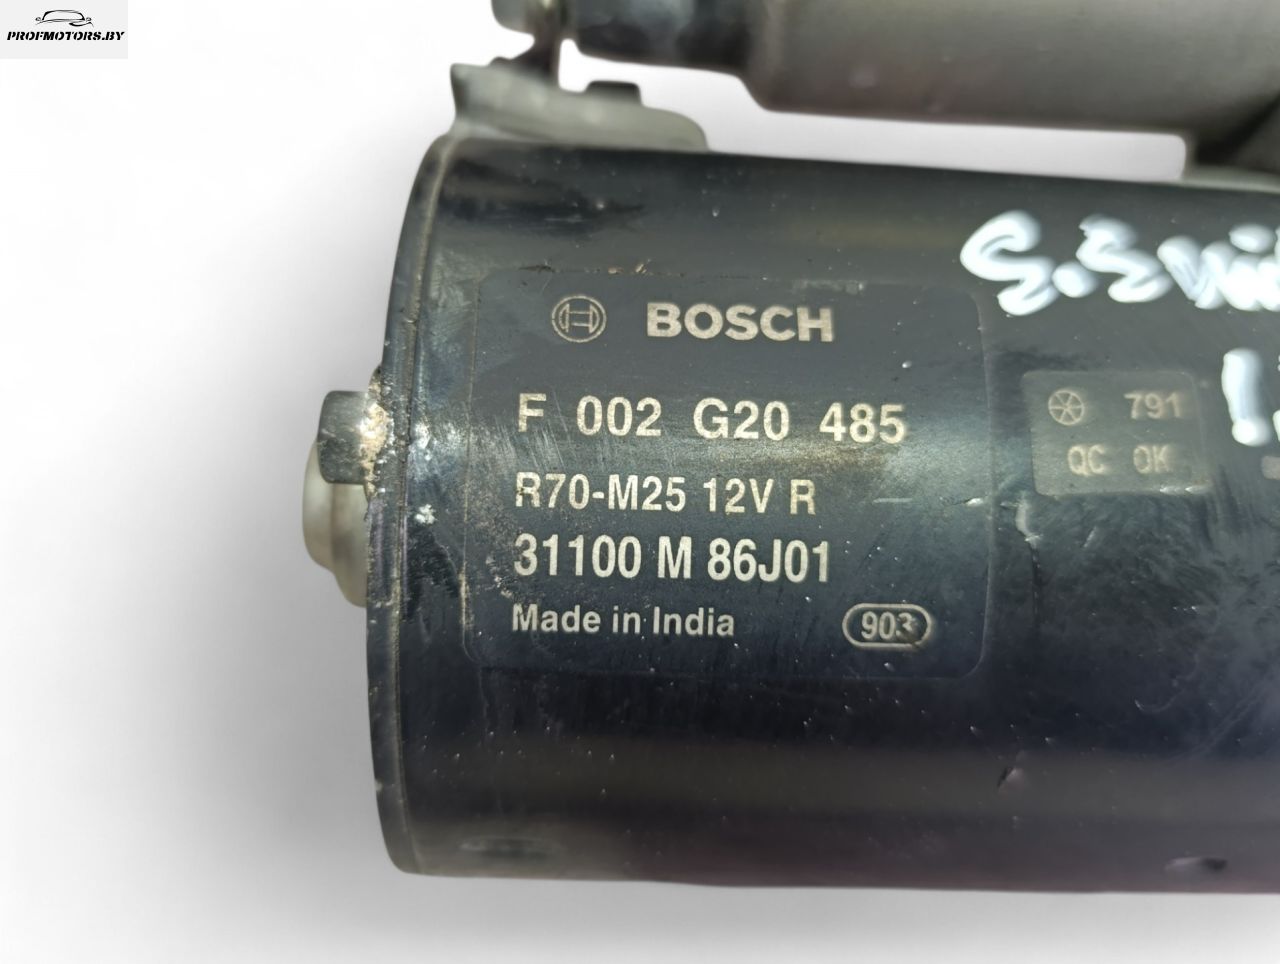 PROFMOTORS.BY
BOSCH
F 002 G20 485
R70-M25 12V R
31100 M 86J01
Made in India 903
791
QC OK